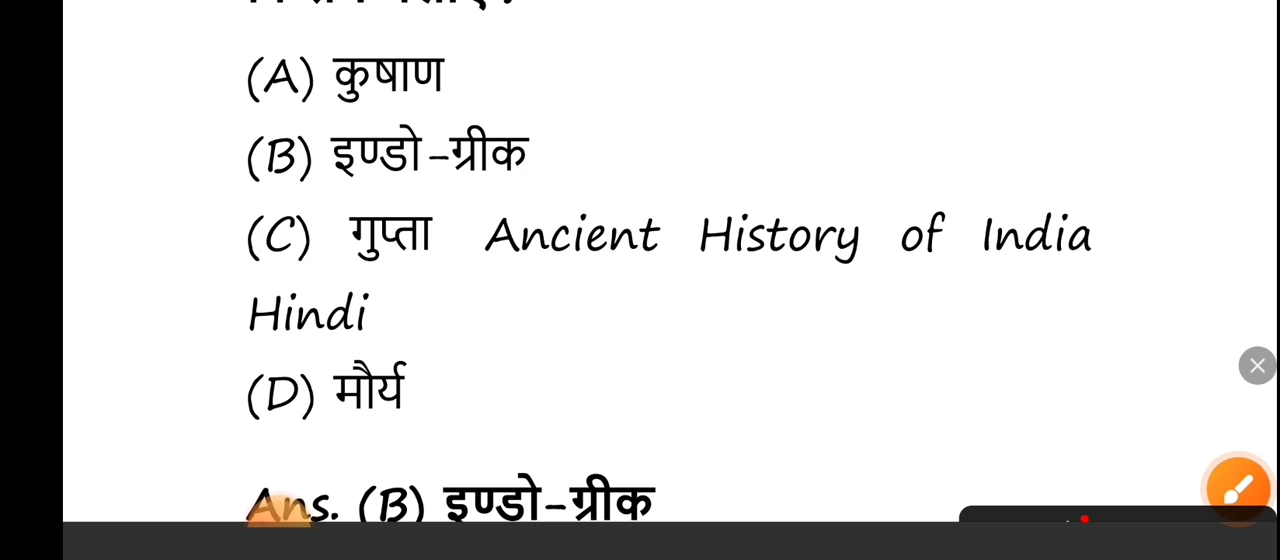 (A) कुषाण
(B) इण्डो-ग्रीक
(C) गुप्ता Ancient History of India
Hindi
(D) मौर्य
Ans. (B) इण्डो-ग्रीक